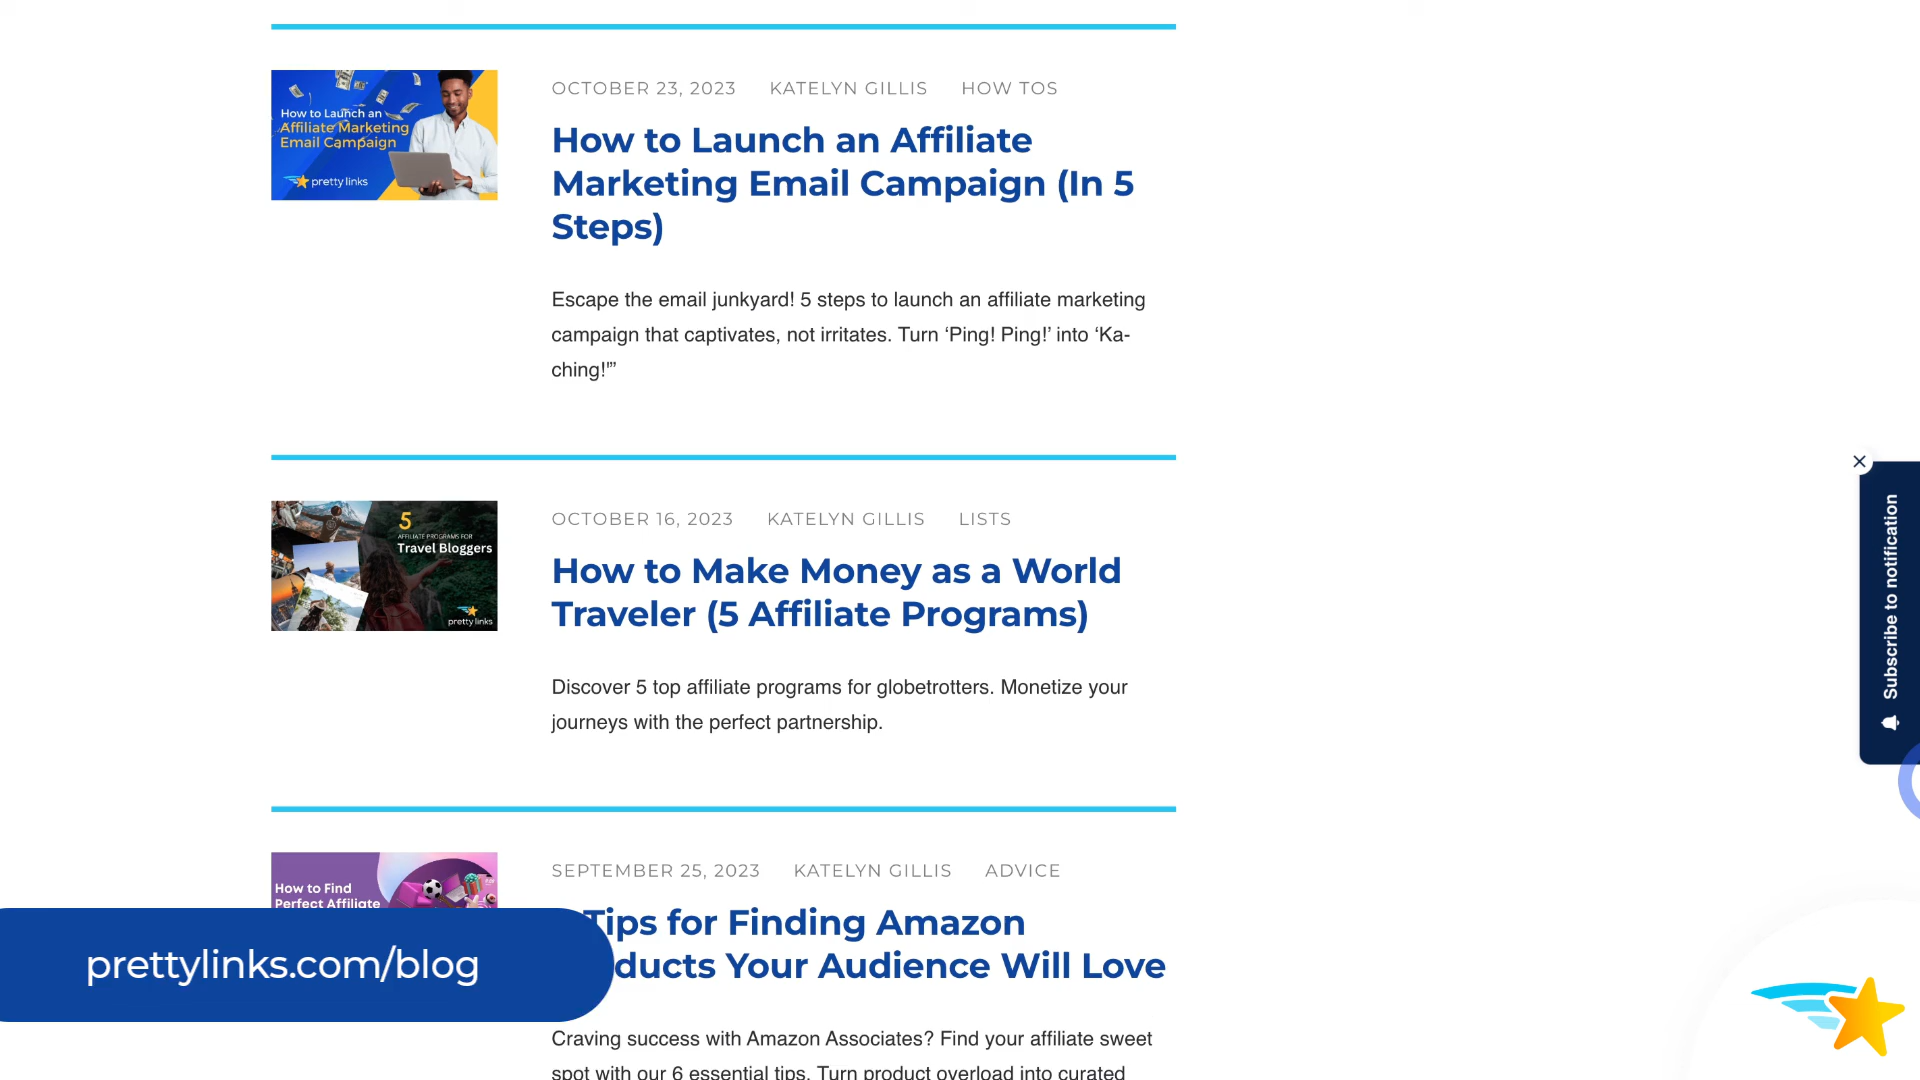 OCTOBER 23, 2023 KATELYN GILLIS HOW TOS
How to Launch an
Affiliate Marketing
Email Campaign
pretty links
How to Launch an Affiliate
Marketing Email Campaign (In 5
Steps)
Escape the email junkyard! 5 steps to launch an affiliate marketing
campaign that captivates, not irritates. Turn ‘Ping! Ping!’ into ‘Ka-
ching!’”
OCTOBER 16, 2023 KATELYN GILLIS LISTS
5
AFFILIATE PROGRAMS FOR
Travel Bloggers
pretty links
How to Make Money as a World
Traveler (5 Affiliate Programs)
Discover 5 top affiliate programs for globetrotters. Monetize your
journeys with the perfect partnership.
SEPTEMBER 25, 2023 KATELYN GILLIS ADVICE
How to Find
Perfect Affiliate
Tips for Finding Amazon
ducts Your Audience Will Love
Craving success with Amazon Associates? Find your affiliate sweet
spot with our 6 essential tips. Turn product overload into curated
prettylinks.com/blog
Subscribe to notification